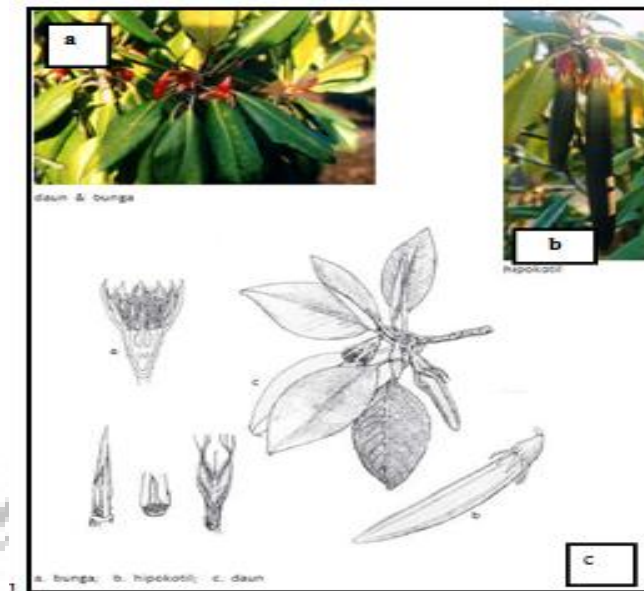 a
daun & bunga
b
hipokotil
a
c
b
c
a. bunga; b. hipokotil; c. daun